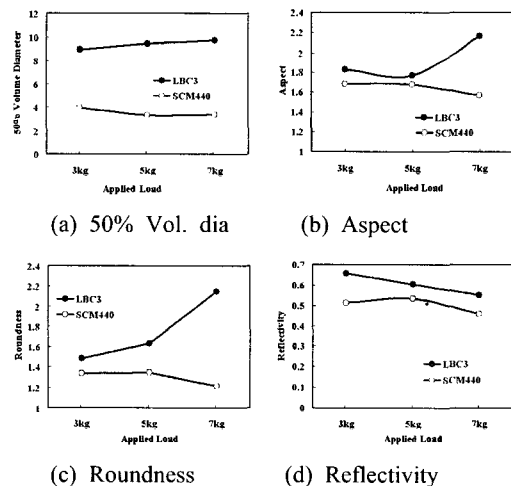 12
10
8
6
4
2
0
50% Volume Diameter
LBC3
SCM440
3kg 5kg 7kg
Applied Load
(a) 50% Vol. dia
2.4
2.2
2
1.8
1.6
1.4
1.2
1
Aspect
LBC3
SCM440
3kg 5kg 7kg
Applied Load
(b) Aspect
2.4
2.2
2
1.8
1.6
1.4
1.2
1
Roundness
LBC3
SCM440
3kg 5kg 7kg
Applied Load
(c) Roundness
0.7
0.6
0.5
0.4
0.3
0.2
0.1
0
Reflectivity
LBC3
SCM440
3kg 5kg 7kg
Applied Load
(d) Reflectivity